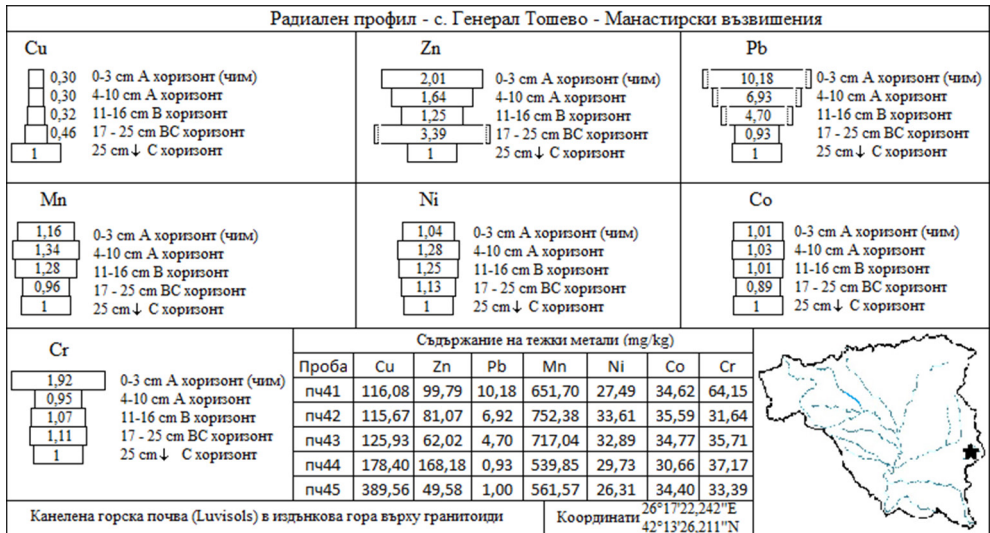 Радиален профил - с. Генерал Тошево - Манастирски възвишения
Cu
0,30 0-3 cm А хоризонт (чим)
0,30 4-10 cm А хоризонт
0,32 11-16 cm В хоризонт
0,46 17 - 25 cm ВС хоризонт
1 25 cm↓ С хоризонт
Zn
2,01 0-3 cm А хоризонт (чим)
1,64 4-10 cm А хоризонт
1,25 11-16 cm В хоризонт
3,39 17 - 25 cm ВС хоризонт
1 25 cm↓ С хоризонт
Pb
10,18 0-3 cm А хоризонт (чим)
6,93 4-10 cm А хоризонт
4,70 11-16 cm В хоризонт
0,93 17 - 25 cm ВС хоризонт
1 25 cm↓ С хоризонт
Mn
1,16 0-3 cm А хоризонт (чим)
1,34 4-10 cm А хоризонт
1,28 11-16 cm В хоризонт
0,96 17 - 25 cm ВС хоризонт
1 25 cm↓ С хоризонт
Ni
1,04 0-3 cm А хоризонт (чим)
1,28 4-10 cm А хоризонт
1,25 11-16 cm В хоризонт
1,13 17 - 25 cm ВС хоризонт
1 25 cm↓ С хоризонт
Co
1,01 0-3 cm А хоризонт (чим)
1,03 4-10 cm А хоризонт
1,01 11-16 cm В хоризонт
0,89 17 - 25 cm ВС хоризонт
1 25 cm↓ С хоризонт
Cr
1,92 0-3 cm А хоризонт (чим)
0,95 4-10 cm А хоризонт
1,07 11-16 cm В хоризонт
1,11 17 - 25 cm ВС хоризонт
1 25 cm↓ С хоризонт
Съдържание на тежки метали (mg/kg)
Проба Cu Zn Pb Mn Ni Co Cr
пч41 116,08 99,79 10,18 651,70 27,49 34,62 64,15
пч42 115,67 81,07 6,92 752,38 33,61 35,59 31,64
пч43 125,93 62,02 4,70 717,04 32,89 34,77 35,71
пч44 178,40 168,18 0,93 539,85 29,73 30,66 37,17
пч45 389,56 49,58 1,00 561,57 26,31 34,40 33,39
Канелена горска почва (Luvisols) в издънкова гора върху гранитоиди
Координати 26°17'22,242"E
42°13'26,211"N